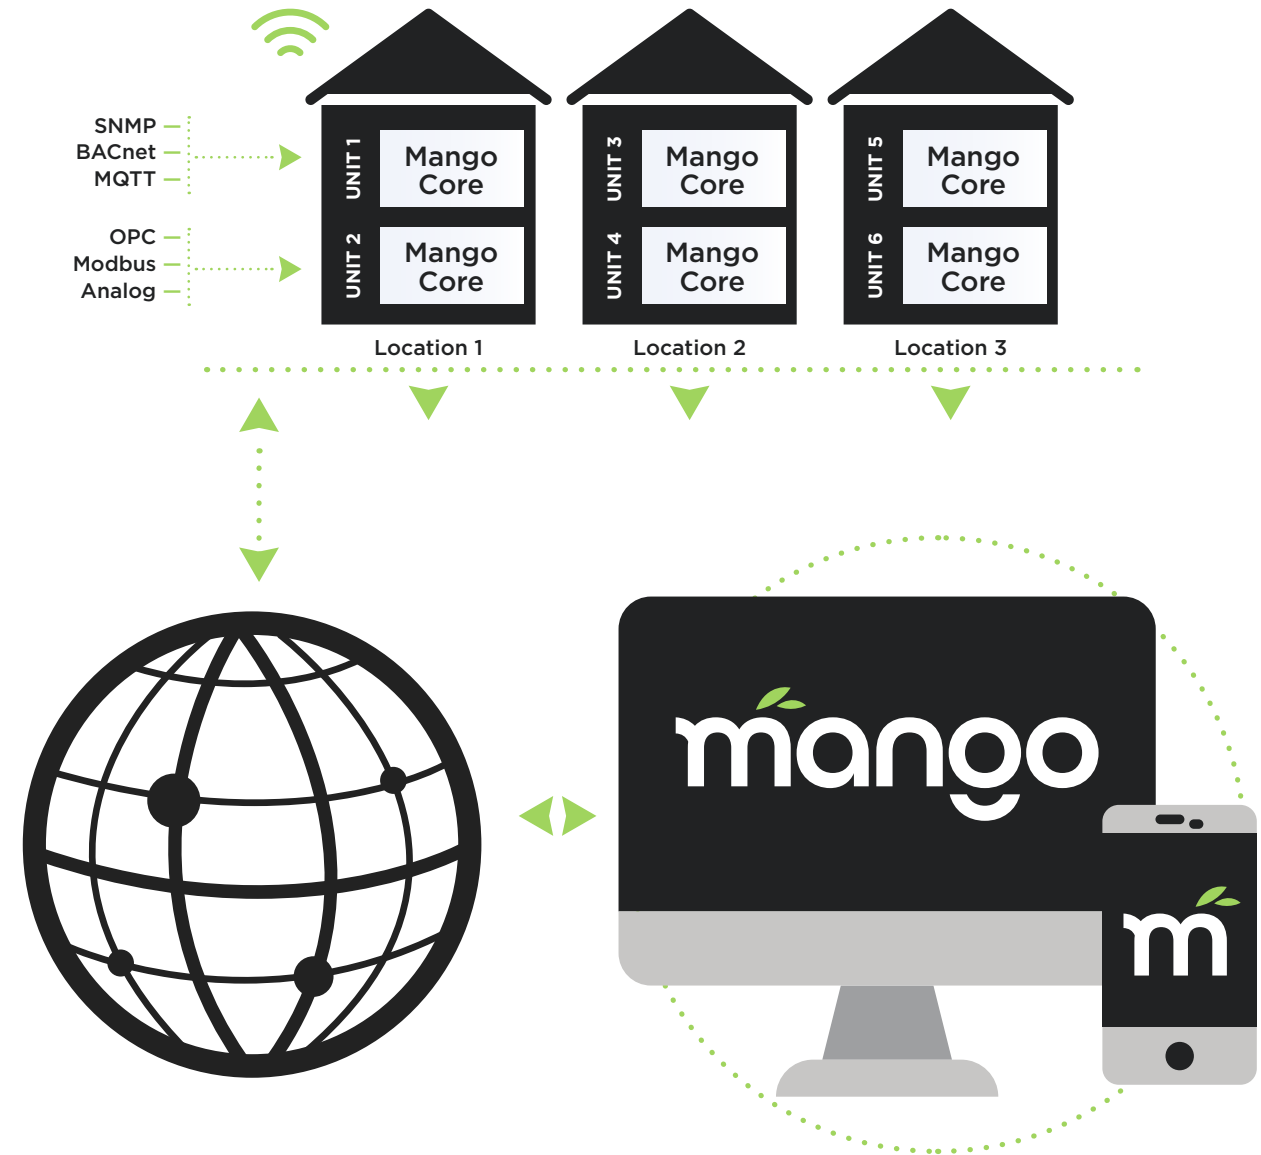 SNMP
BACnet
MQTT
OPC
Modbus
Analog
UNIT 1
Mango
Core
UNIT 2
Mango
Core
Location 1
UNIT 3
Mango
Core
UNIT 4
Mango
Core
Location 2
UNIT 5
Mango
Core
UNIT 6
Mango
Core
Location 3
mango
m